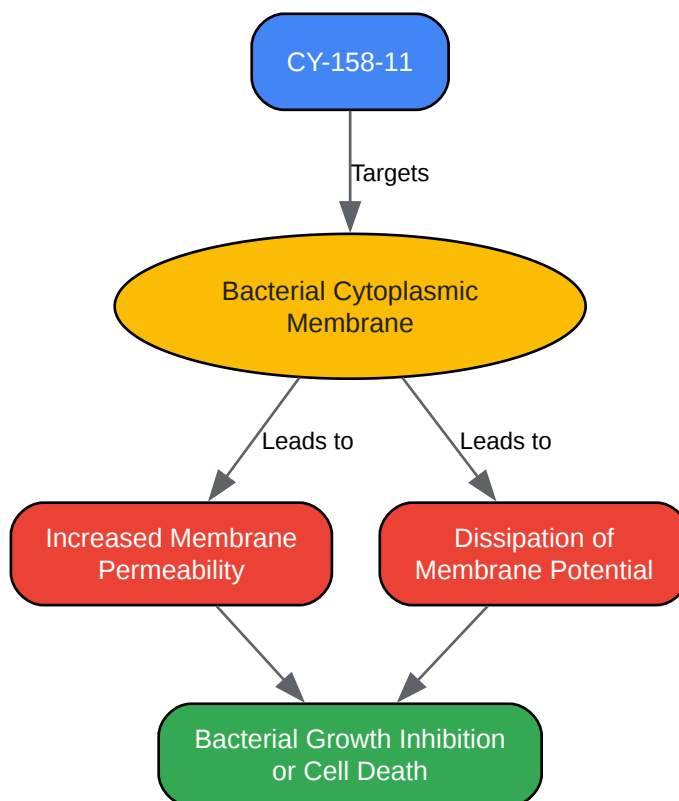 CY-158-11
Targets
Bacterial Cytoplasmic
Membrane
Leads to
Leads to
Increased Membrane
Permeability
Dissipation of
Membrane Potential
Bacterial Growth Inhibition
or Cell Death